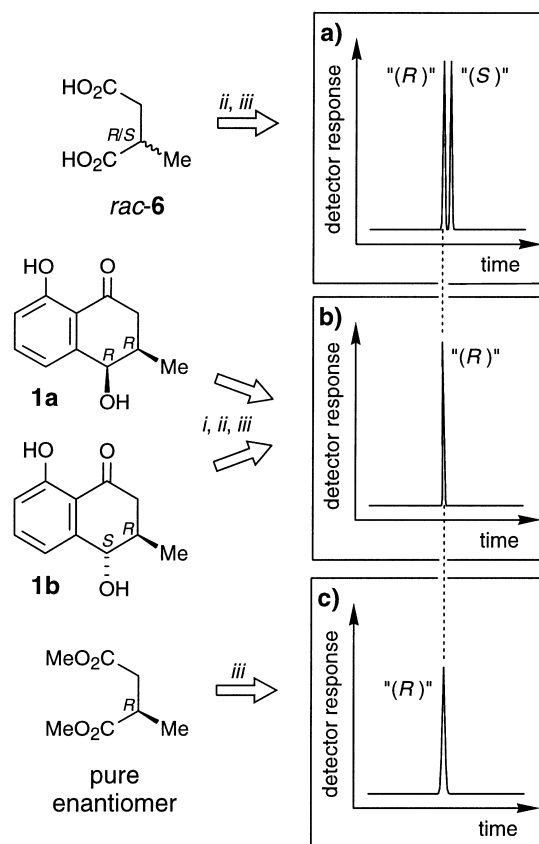 HO₂C
R/S
HO₂C
Me
rac-6
ii, iii
a)
"(R)"
"(S)"
detector response
time
HO
O
R
R
Me
OH
1a
i, ii, iii
b)
"(R)"
detector response
time
HO
O
S
R
Me
OH
1b
MeO₂C
R
MeO₂C
Me
pure
enantiomer
iii
c)
"(R)"
detector response
time